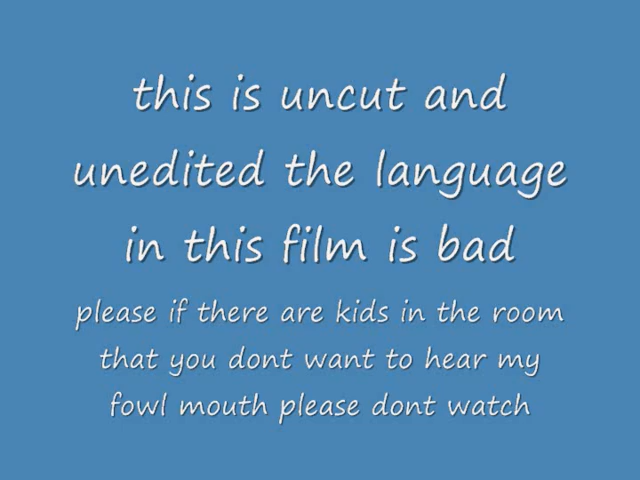 this is uncut and
unedited the language
in this film is bad
please if there are kids in the room
that you dont want to hear my
fowl mouth please dont watch